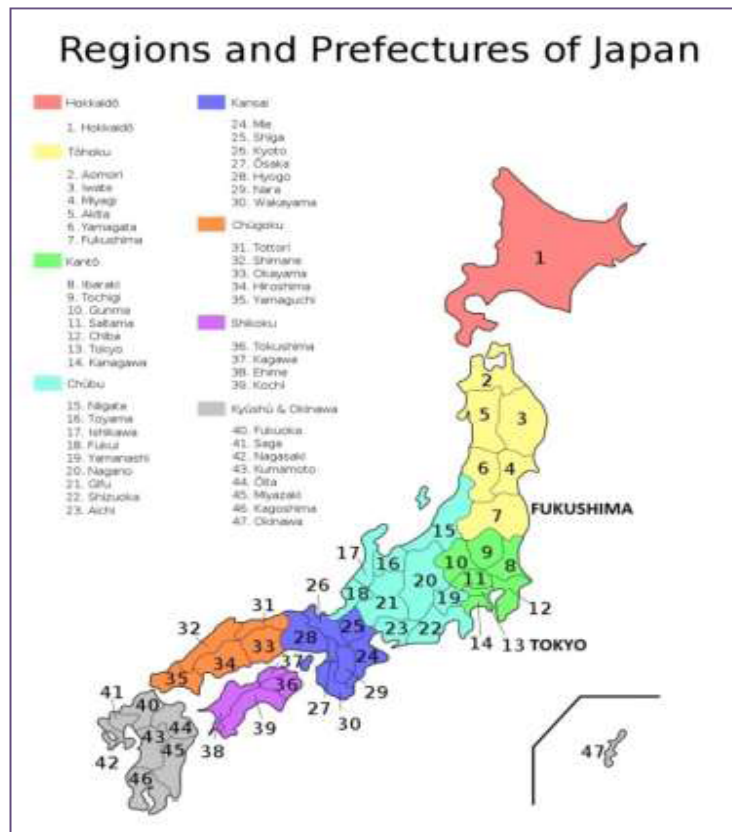 Regions and Prefectures of Japan
Hokkaidō
1. Hokkaidō
Tōhoku
2. Aomori
3. Iwate
4. Miyagi
5. Akita
6. Yamagata
7. Fukushima
Kantō
8. Ibaraki
9. Tochigi
10. Gunma
11. Saitama
12. Chiba
13. Tokyo
14. Kanagawa
Chūbu
15. Niigata
16. Toyama
17. Ishikawa
18. Fukui
19. Yamanashi
20. Nagano
21. Gifu
22. Shizuoka
23. Aichi
Kansai
24. Mie
25. Shiga
26. Kyoto
27. Ōsaka
28. Hyogo
29. Nara
30. Wakayama
Chūgoku
31. Tottori
32. Shimane
33. Okayama
34. Hiroshima
35. Yamaguchi
Shikoku
36. Tokushima
37. Kagawa
38. Ehime
39. Kochi
Kyūshū & Okinawa
40. Fukuoka
41. Saga
42. Nagasaki
43. Kumamoto
44. Ōita
45. Miyazaki
46. Kagoshima
47. Okinawa
1
2
5
3
6
4
7 FUKUSHIMA
15
9
17
16
10
8
11
20
26
18
19
21
12
31
25
23
22
32
28
14
13 TOKYO
33
24
34
37
35
36
29
41
40
27
30
44
39
43
38
45
42
46
47